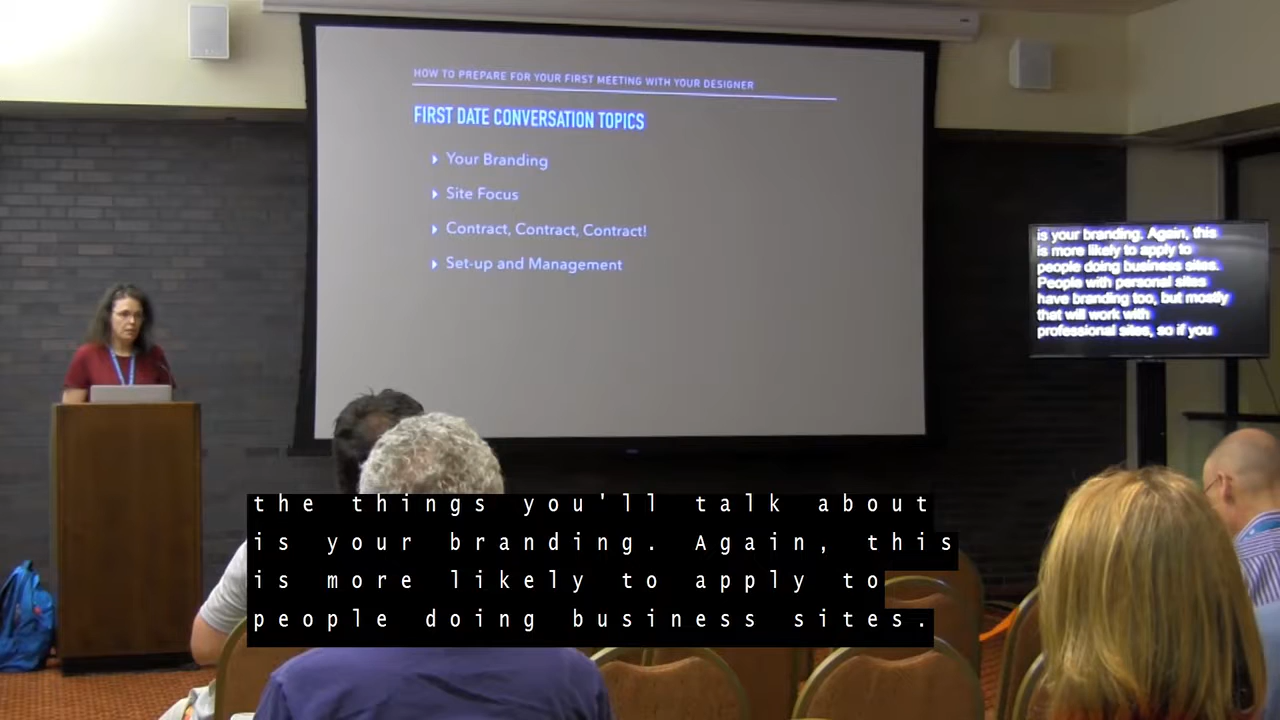 HOW TO PREPARE FOR YOUR FIRST MEETING WITH YOUR DESIGNER
FIRST DATE CONVERSATION TOPICS
Your Branding
Site Focus
Contract, Contract, Contract!
Set-up and Management
is your branding. Again, this
is more likely to apply to
people doing business sites.
People with personal sites
have branding too, but mostly
that will work with
professional sites, so if you
the things you'll talk about
is your branding. Again, this
is more likely to apply to
people doing business sites.